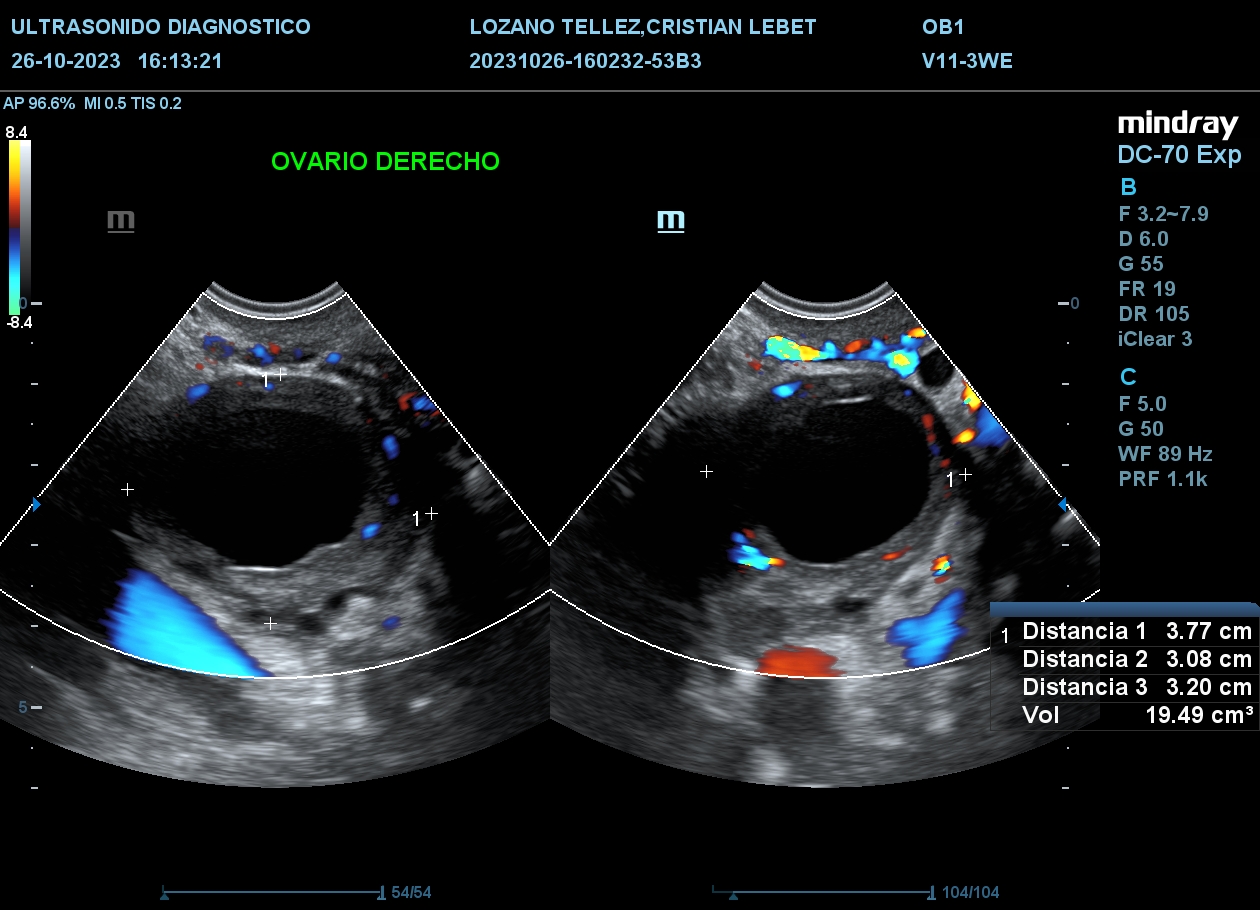 ULTRASONIDO DIAGNOSTICO
LOZANO TELLEZ,CRISTIAN LEBET
OB1
26-10-2023 16:13:21
20231026-160232-53B3
V11-3WE
AP 96.6% MI 0.5 TIS 0.2
8.4
-8.4
OVARIO DERECHO
m
m
mindray
DC-70 Exp
B
F 3.2~7.9
D 6.0
G 55
FR 19
DR 105
iClear 3
C
F 5.0
G 50
WF 89 Hz
PRF 1.1k
0
0
1
1
1
5
1 Distancia 1 3.77 cm
Distancia 2 3.08 cm
Distancia 3 3.20 cm
Vol 19.49 cm³
54/54
104/104